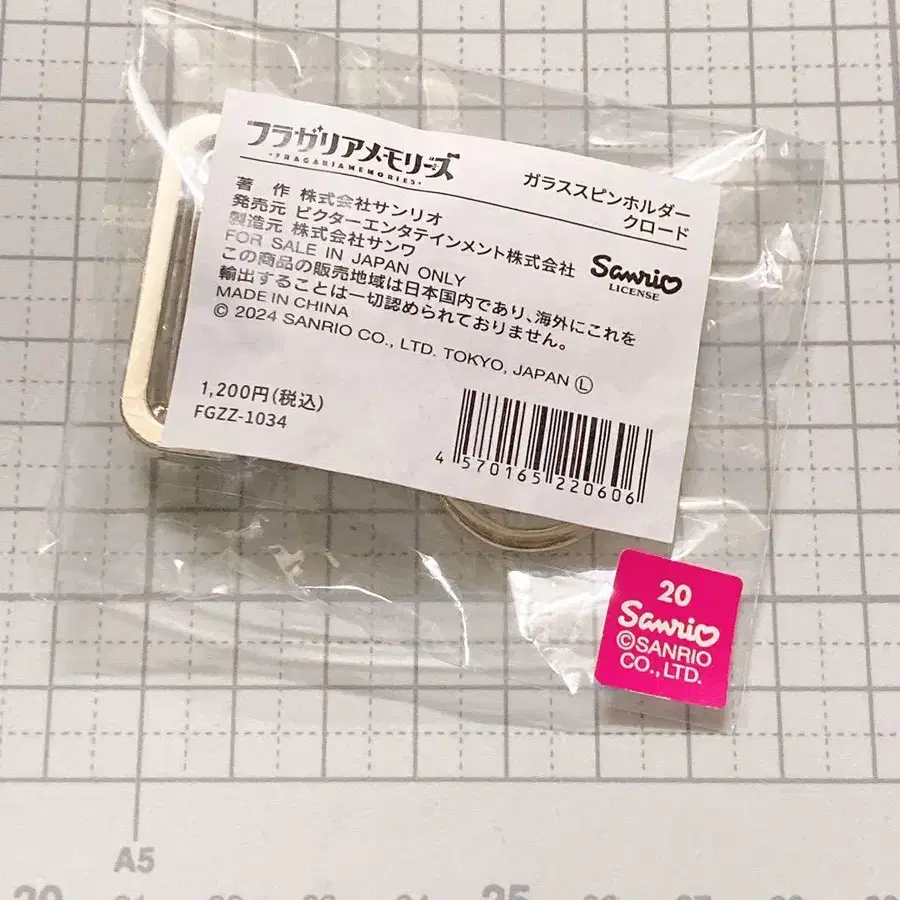 フラガリアメモリーズ
・FRAGARIAMEMORIES・
ガラススピンホルダー
クロード
著 作 株式会社サンリオ
発売元 ビクターエンタテインメント株式会社
製造元 株式会社サンワ
FOR SALE IN JAPAN ONLY
この商品の販売地域は日本国内であり、海外にこれを
輸出することは一切認められておりません。
MADE IN CHINA
© 2024 SANRIO CO., LTD. TOKYO, JAPAN Ⓛ
Sanrio
LICENSE
1,200円(税込)
FGZZ-1034
4 570165 220606
20
Sanrio
©SANRIO
CO.,LTD.
A5
25